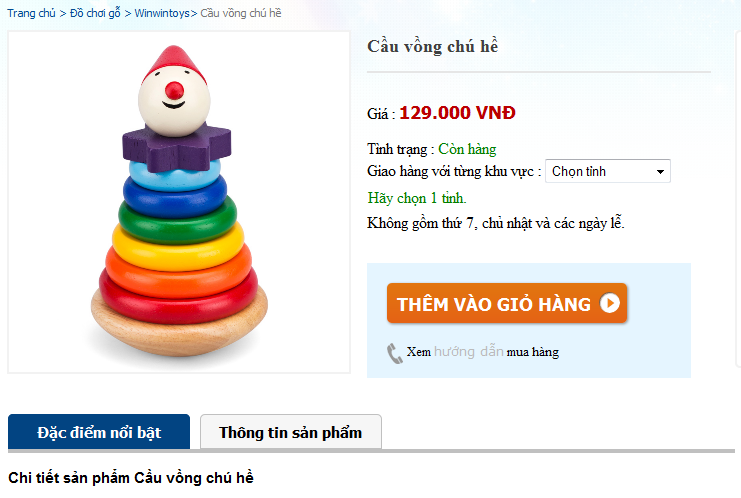 Trang chủ > Đồ chơi gỗ > Winwintoys> Cầu vồng chú hề
Cầu vồng chú hề
Giá : 129.000 VNĐ
Tình trạng : Còn hàng
Giao hàng với từng khu vực : Chọn tỉnh
Hãy chọn 1 tỉnh.
Không gồm thứ 7, chủ nhật và các ngày lễ.
THÊM VÀO GIỎ HÀNG
Xem hướng dẫn mua hàng
Đặc điểm nổi bật
Thông tin sản phẩm
Chi tiết sản phẩm Cầu vồng chú hề